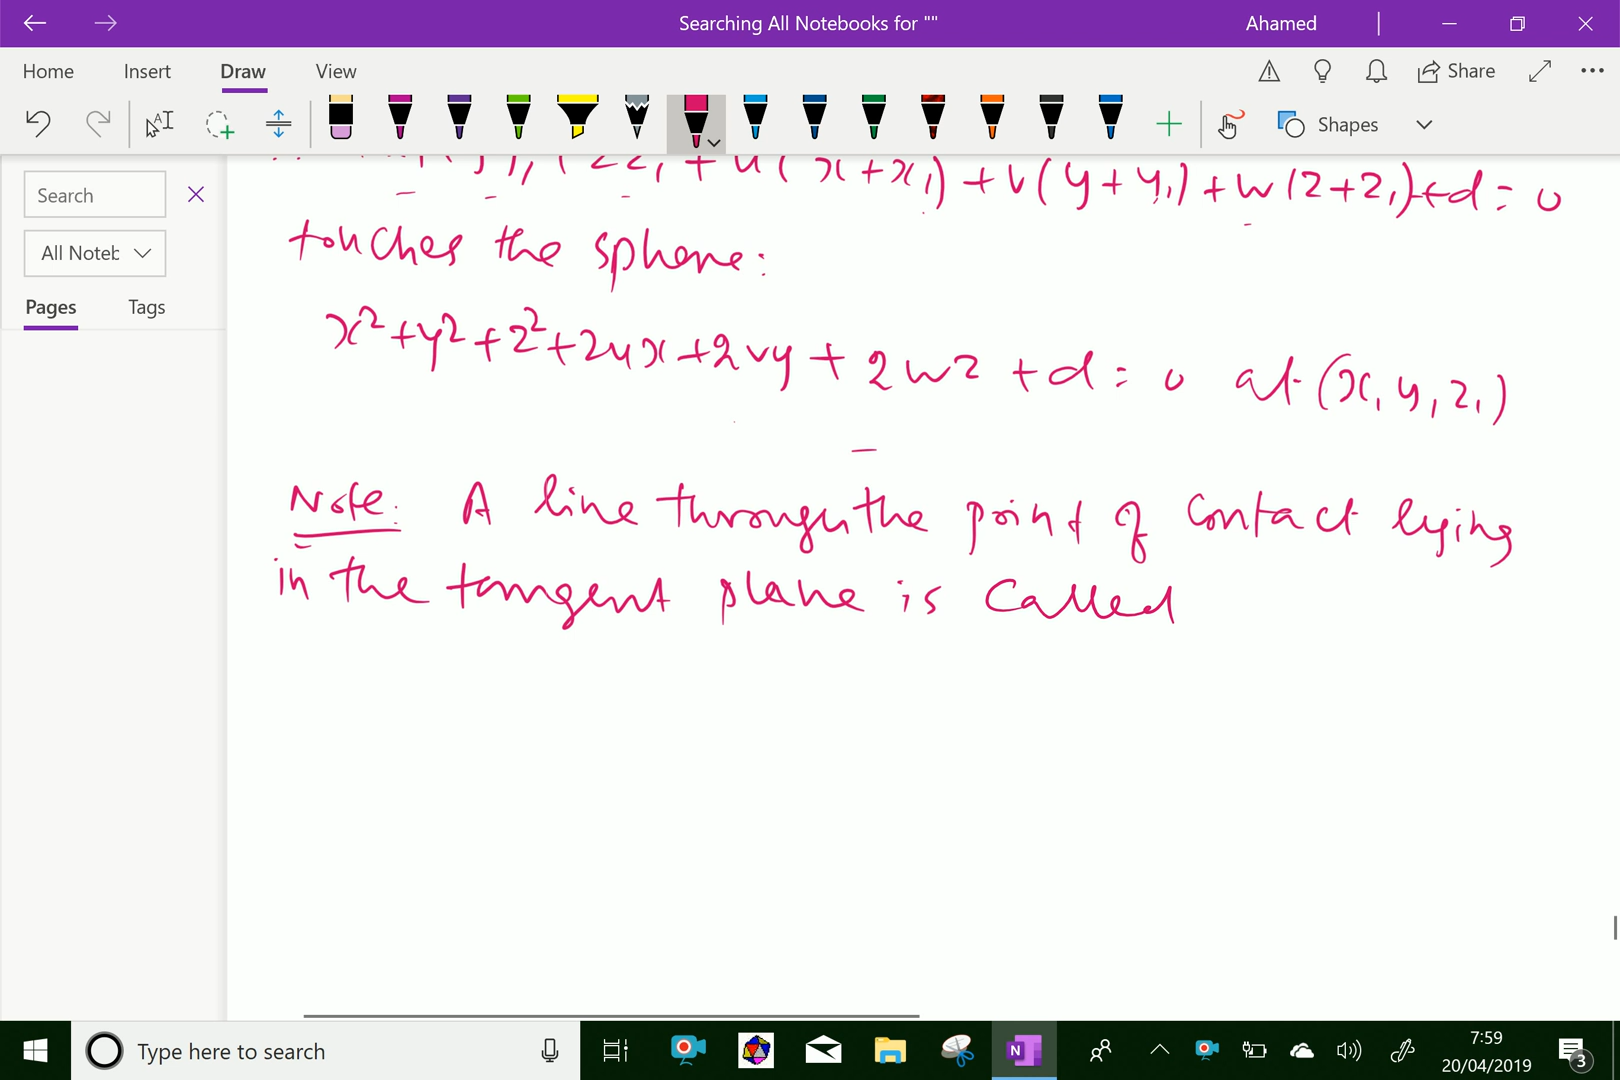 Searching All Notebooks for ""
Ahamed
Home Insert Draw View
Share
Shapes
Search
All Noteb
Pages Tags
+ u(x+x₁) + v(y+y₁) + w(z+z₁) + d = 0
touches the sphere:
x² + y² + z² + 2ux + 2vy + 2wz + d = 0 at (x₁ y₁ z₁)
Note: A line through the point of contact lying
in the tangent plane is called
Type here to search
N
7:59
20/04/2019
3